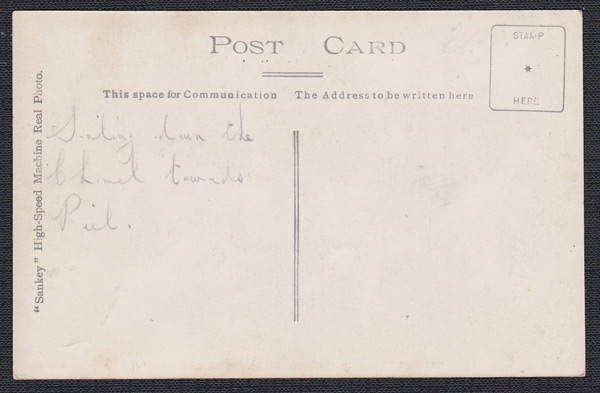 POST CARD
STAMP
*
HERE
This space for Communication
The Address to be written here
Sailing down the
Channel towards
Piel.
"Sankey" High-Speed Machine Real Photo.